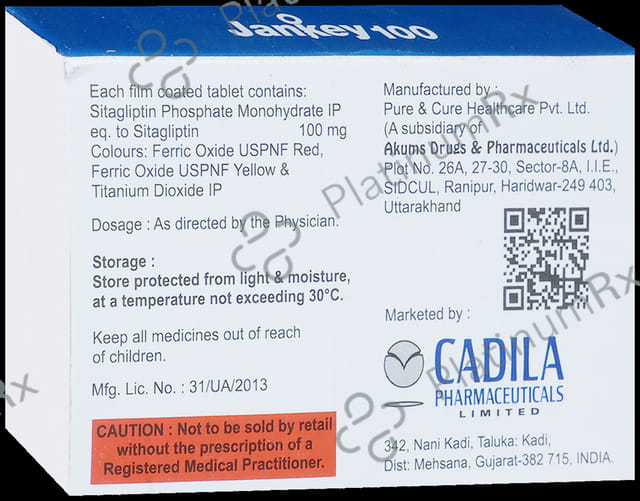 Jankey 100
Each film coated tablet contains:
Sitagliptin Phosphate Monohydrate IP
eq. to Sitagliptin 100 mg
Colours: Ferric Oxide USPNF Red,
Ferric Oxide USPNF Yellow &
Titanium Dioxide IP
Dosage : As directed by the Physician.
Storage :
Store protected from light & moisture,
at a temperature not exceeding 30°C.
Keep all medicines out of reach
of children.
Mfg. Lic. No. : 31/UA/2013
CAUTION : Not to be sold by retail
without the prescription of a
Registered Medical Practitioner.
Manufactured by :
Pure & Cure Healthcare Pvt. Ltd.
(A subsidiary of
Akums Drugs & Pharmaceuticals Ltd.)
Plot No. 26A, 27-30, Sector-8A, I.I.E.,
SIDCUL, Ranipur, Haridwar-249 403,
Uttarakhand
Marketed by :
CADILA
PHARMACEUTICALS
LIMITED
342, Nani Kadi, Taluka: Kadi,
Dist: Mehsana, Gujarat-382 715, INDIA.
PlatinumRx
PlatinumRx
PlatinumRx
Rx